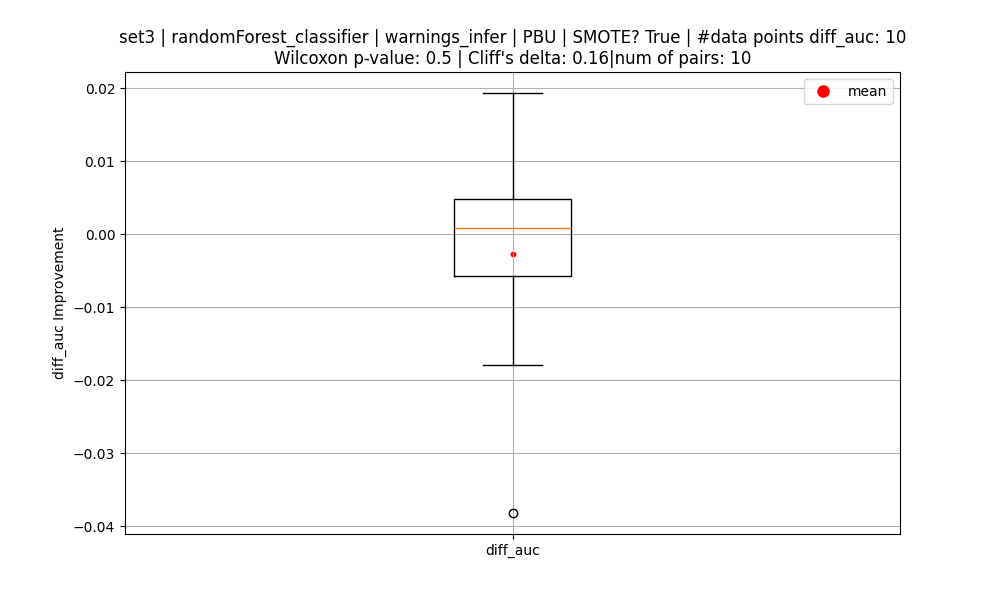 set3 | randomForest_classifier | warnings_infer | PBU | SMOTE? True | #data points diff_auc: 10
Wilcoxon p-value: 0.5 | Cliff's delta: 0.16|num of pairs: 10
mean
0.02
0.01
0.00
−0.01
−0.02
−0.03
−0.04
diff_auc Improvement
diff_auc